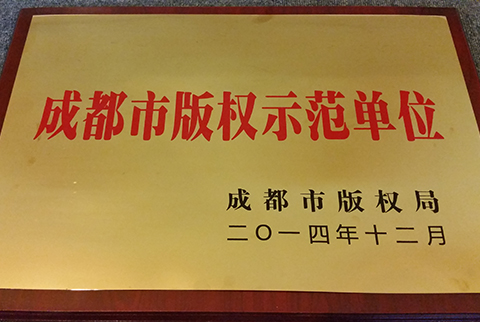 成都市版权示范单位
成都市版权局
二〇一四年十二月